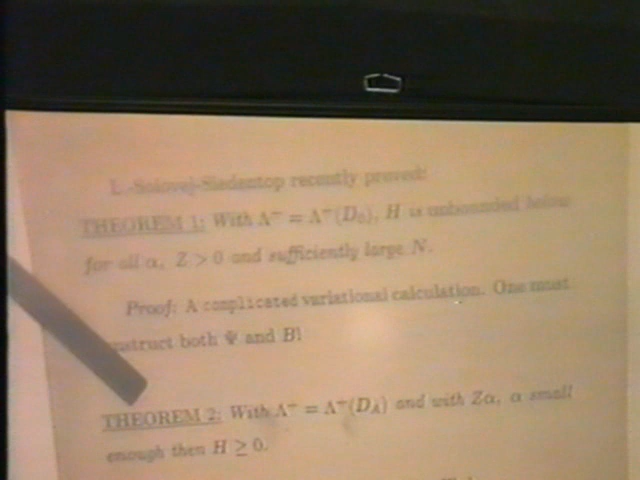 L.-Solovej-Siedentop recently proved:
THEOREM 1: With Λ⁺ = Λ⁺(D₀), H is unbounded below
for all α, Z > 0 and sufficiently large N.
Proof: A complicated variational calculation. One must
construct both Ψ and B!
THEOREM 2: With Λ⁺ = Λ⁺(D_A) and with Zα, α small
enough then H ≥ 0.